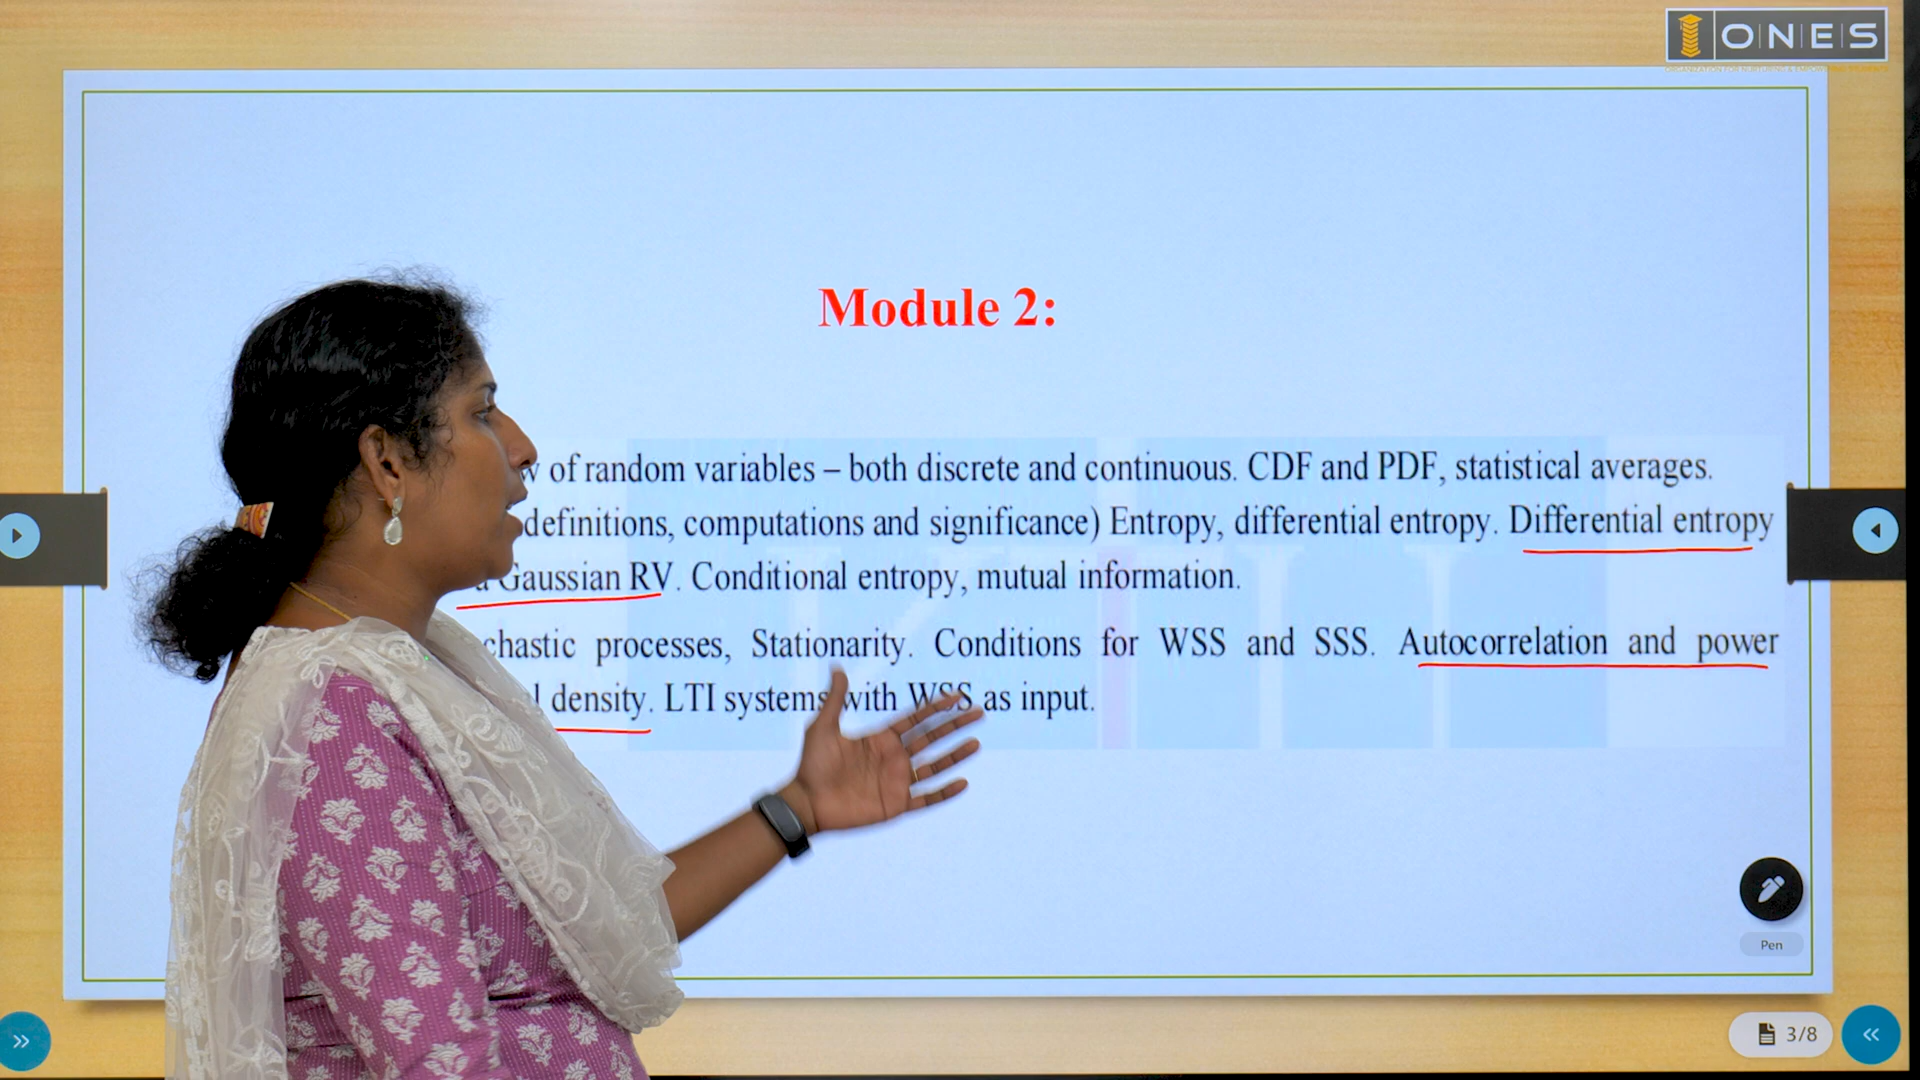 ONES
Module 2:
of random variables – both discrete and continuous. CDF and PDF, statistical averages.
definitions, computations and significance) Entropy, differential entropy. Differential entropy
a Gaussian RV. Conditional entropy, mutual information.
chastic processes, Stationarity. Conditions for WSS and SSS. Autocorrelation and power
density. LTI systems with WSS as input.
Pen
3/8